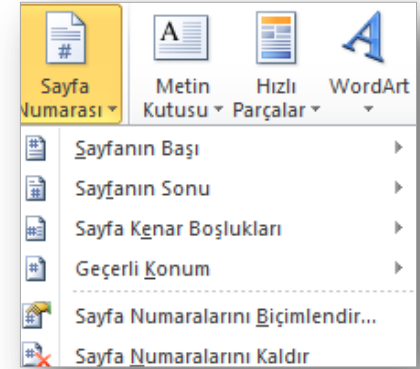 Sayfa Numarası
Metin Kutusu
Hızlı Parçalar
WordArt
Sayfanın Başı
Sayfanın Sonu
Sayfa Kenar Boşlukları
Geçerli Konum
Sayfa Numaralarını Biçimlendir...
Sayfa Numaralarını Kaldır